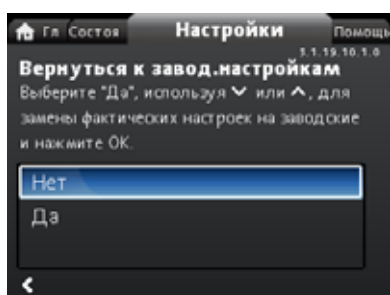 Гл Состоя Настройки Помощь
3.1.19.10.1.0
Вернуться к завод.настройкам
Выберите "Да", используя ⌄ или ⌃, для
замены фактических настроек на заводские
и нажмите OK.
Нет
Да